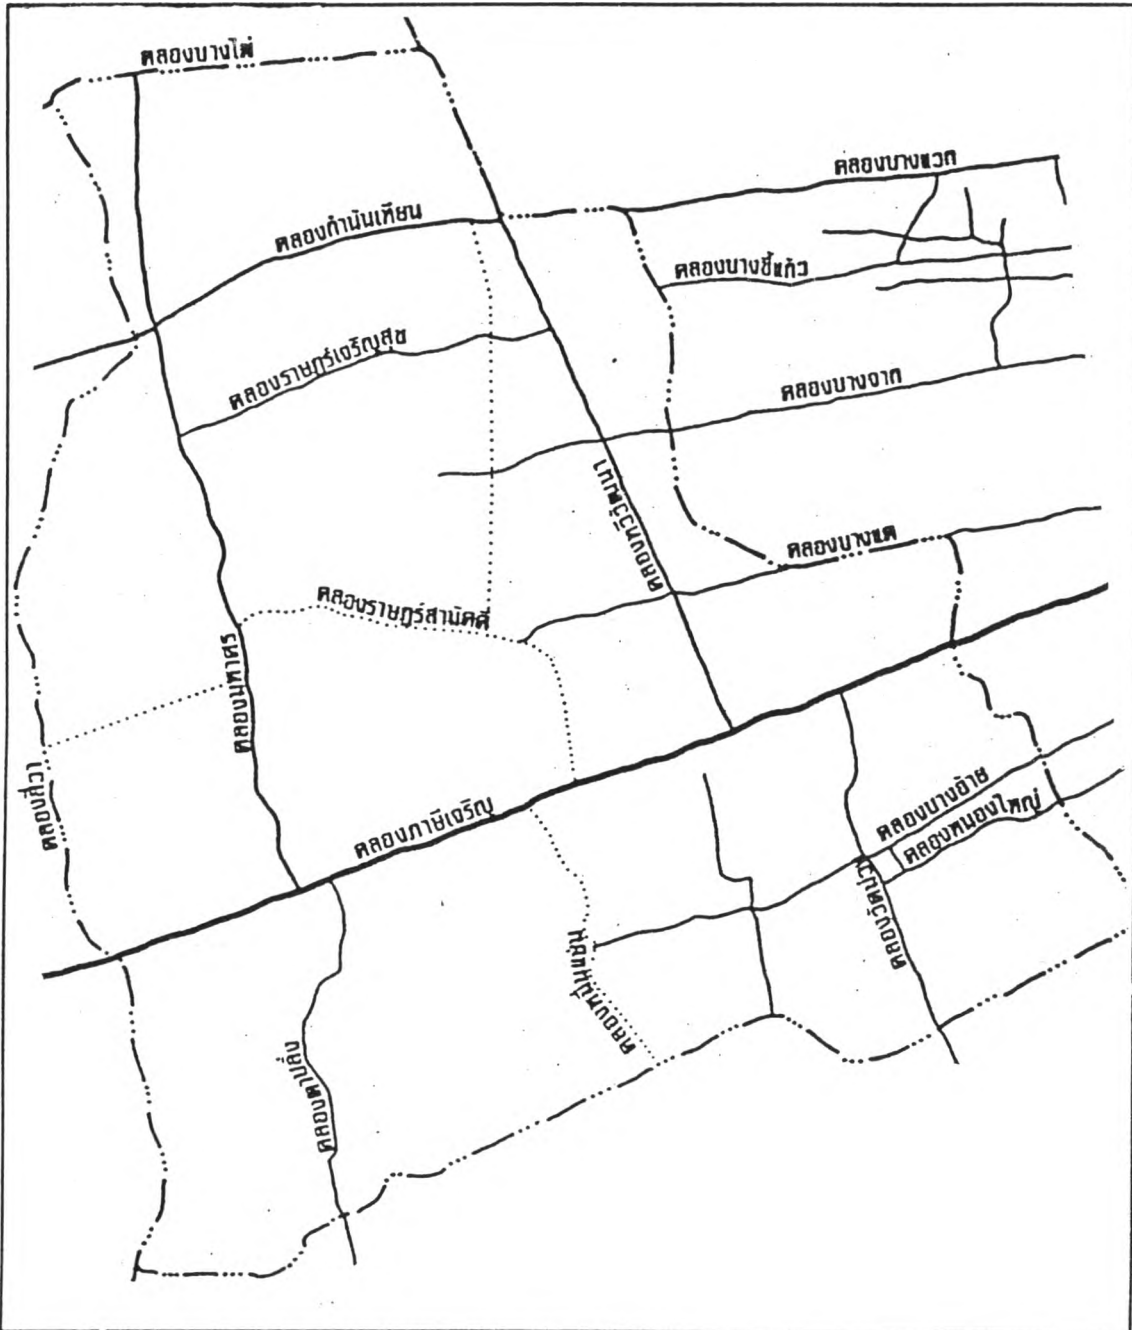 คลองบางไผ่
คลองบางแวก
คลองกำนันเทียน
คลองบางขี้แก้ว
คลองราษฎร์เจริญสุข
คลองบางจาก
คลองทวีวัฒนา
คลองบางแค
คลองราษฎร์สามัคคี
คลองมหาศร
คลองสี่วา
คลองภาษีเจริญ
คลองบางอ้าย
คลองหนองใหญ่
คลองวัดสิงห์
คลองหมื่นแช่ม
คลองตาปลั่ง